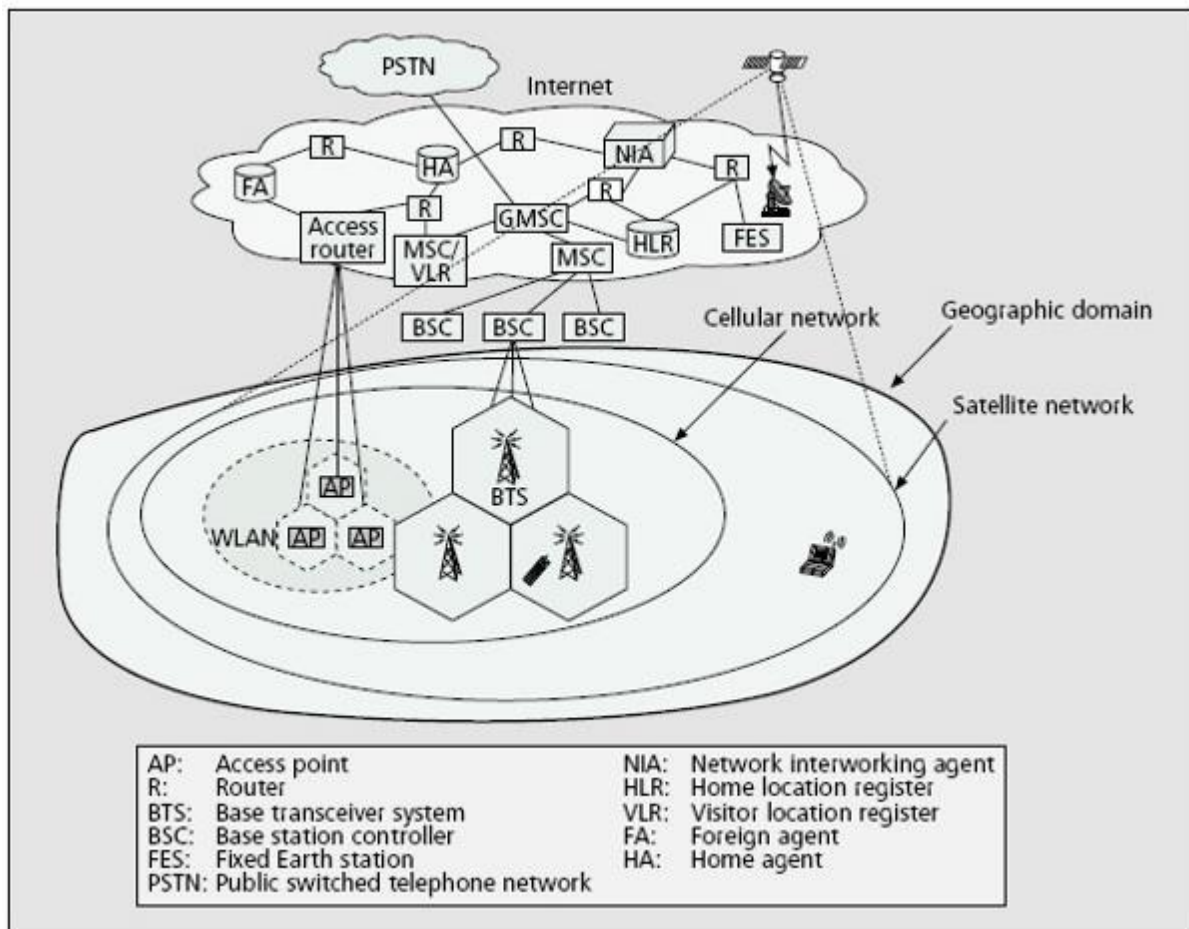 PSTN
Internet
R
R
NIA
HA
R
FA
R
R
GMSC
Access
router
MSC/
VLR
HLR
FES
MSC
BSC
BSC
BSC
Cellular network
Geographic domain
Satellite network
BTS
AP
WLAN
AP
AP
AP: Access point
R: Router
BTS: Base transceiver system
BSC: Base station controller
FES: Fixed Earth station
PSTN: Public switched telephone network
NIA: Network interworking agent
HLR: Home location register
VLR: Visitor location register
FA: Foreign agent
HA: Home agent